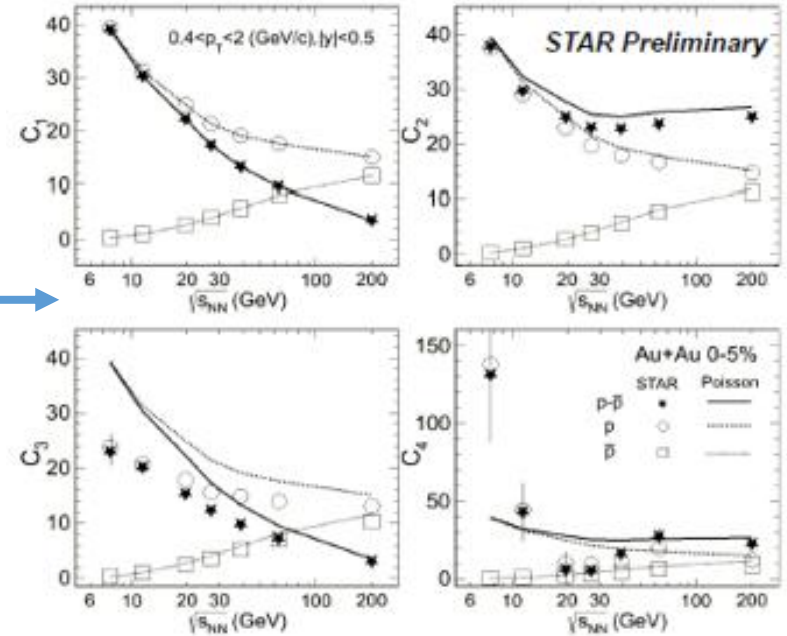 40
30
20
10
0
C₁
0.4<p_T<2 (GeV/c),|y|<0.5
6 10 20 30 100 200
√s_NN (GeV)
40
30
20
10
0
C₂
STAR Preliminary
6 10 20 30 100 200
√s_NN (GeV)
40
30
20
10
0
C₃
6 10 20 30 100 200
√s_NN (GeV)
150
100
50
0
C₄
Au+Au 0-5%
STAR Poisson
p-p̅
p
p̅
6 10 20 30 100 200
√s_NN (GeV)